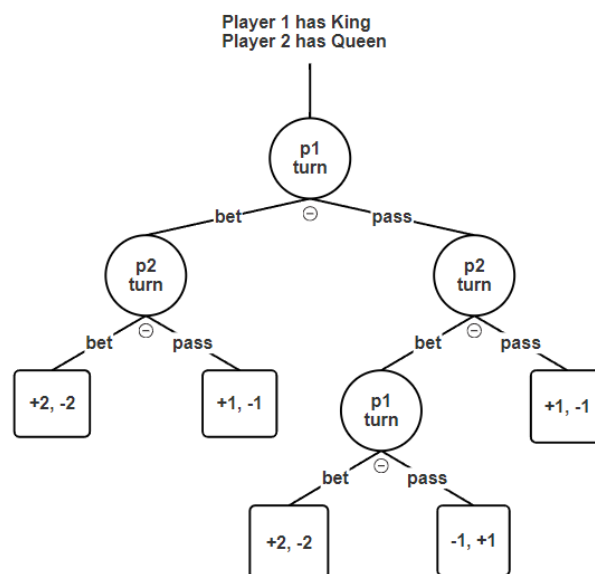 Player 1 has King
Player 2 has Queen
p1
turn
bet
pass
p2
turn
p2
turn
bet
pass
bet
pass
+2, -2
+1, -1
p1
turn
+1, -1
bet
pass
+2, -2
-1, +1